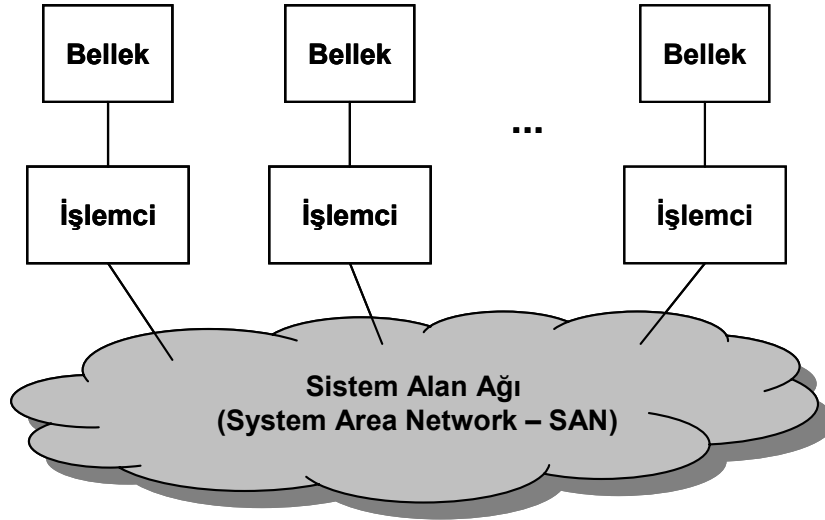 Bellek
Bellek
Bellek
...
İşlemci
İşlemci
İşlemci
Sistem Alan Ağı
(System Area Network – SAN)